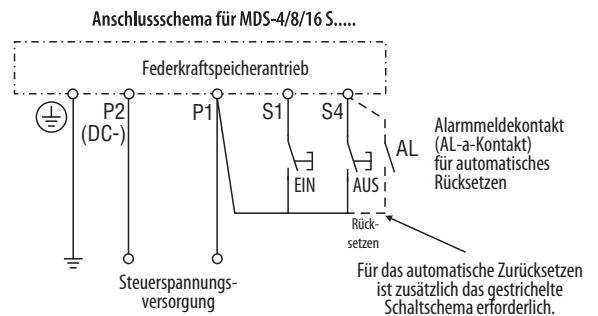 Anschlussschema für MDS-4/8/16 S.....
Federkraftspeicherantrieb
P2
(DC-)
P1
S1
S4
AL
EIN
AUS
Alarmmeldekontakt
(AL-a-Kontakt)
für automatisches
Rücksetzen
Rück-
setzen
Steuerspannungs-
versorgung
Für das automatische Zurücksetzen
ist zusätzlich das gestrichelte
Schaltschema erforderlich.